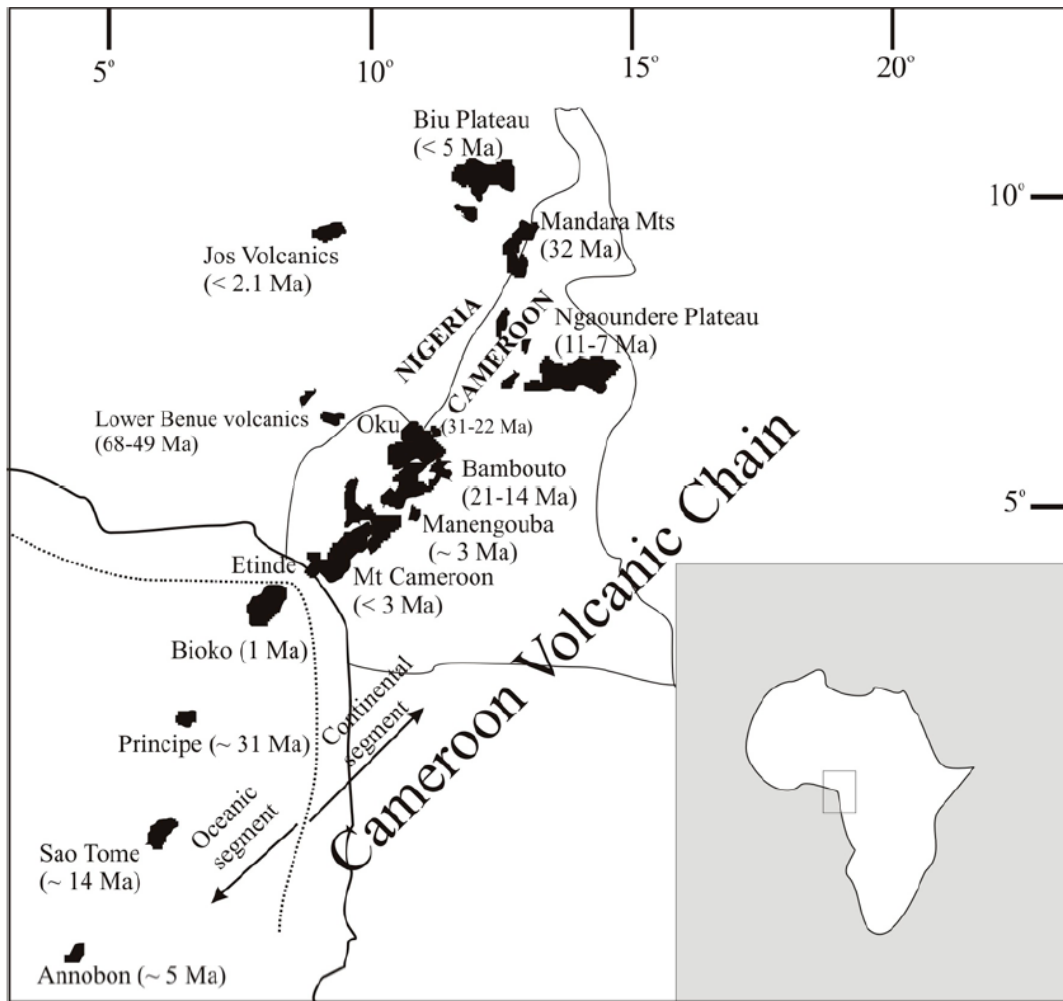 5°
10°
15°
20°
Biu Plateau
(< 5 Ma)
10°
Mandara Mts
(32 Ma)
Jos Volcanics
(< 2.1 Ma)
NIGERIA
CAMEROON
Ngaoundere Plateau
(11-7 Ma)
Lower Benue volcanics
(68-49 Ma)
Oku
(31-22 Ma)
Bambouto
(21-14 Ma)
5°
Manengouba
(~ 3 Ma)
Etinde
Mt Cameroon
(< 3 Ma)
Bioko (1 Ma)
Cameroon Volcanic Chain
Continental
segment
Principe (~ 31 Ma)
Oceanic
segment
Sao Tome
(~ 14 Ma)
Annobon (~ 5 Ma)